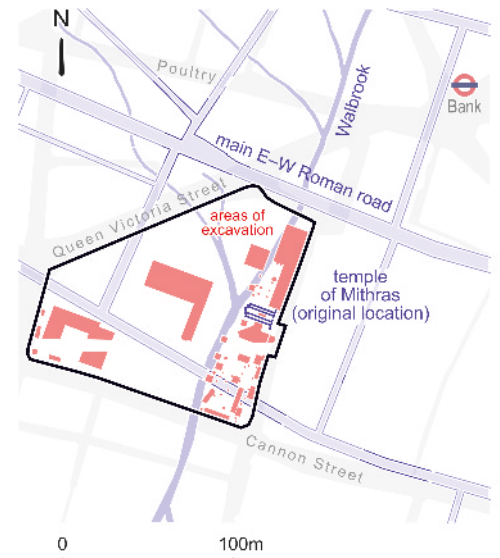 N
Poultry
Walbrook
Bank
main E–W Roman road
Queen Victoria Street
areas of
excavation
temple
of Mithras
(original location)
Cannon Street
0 100m